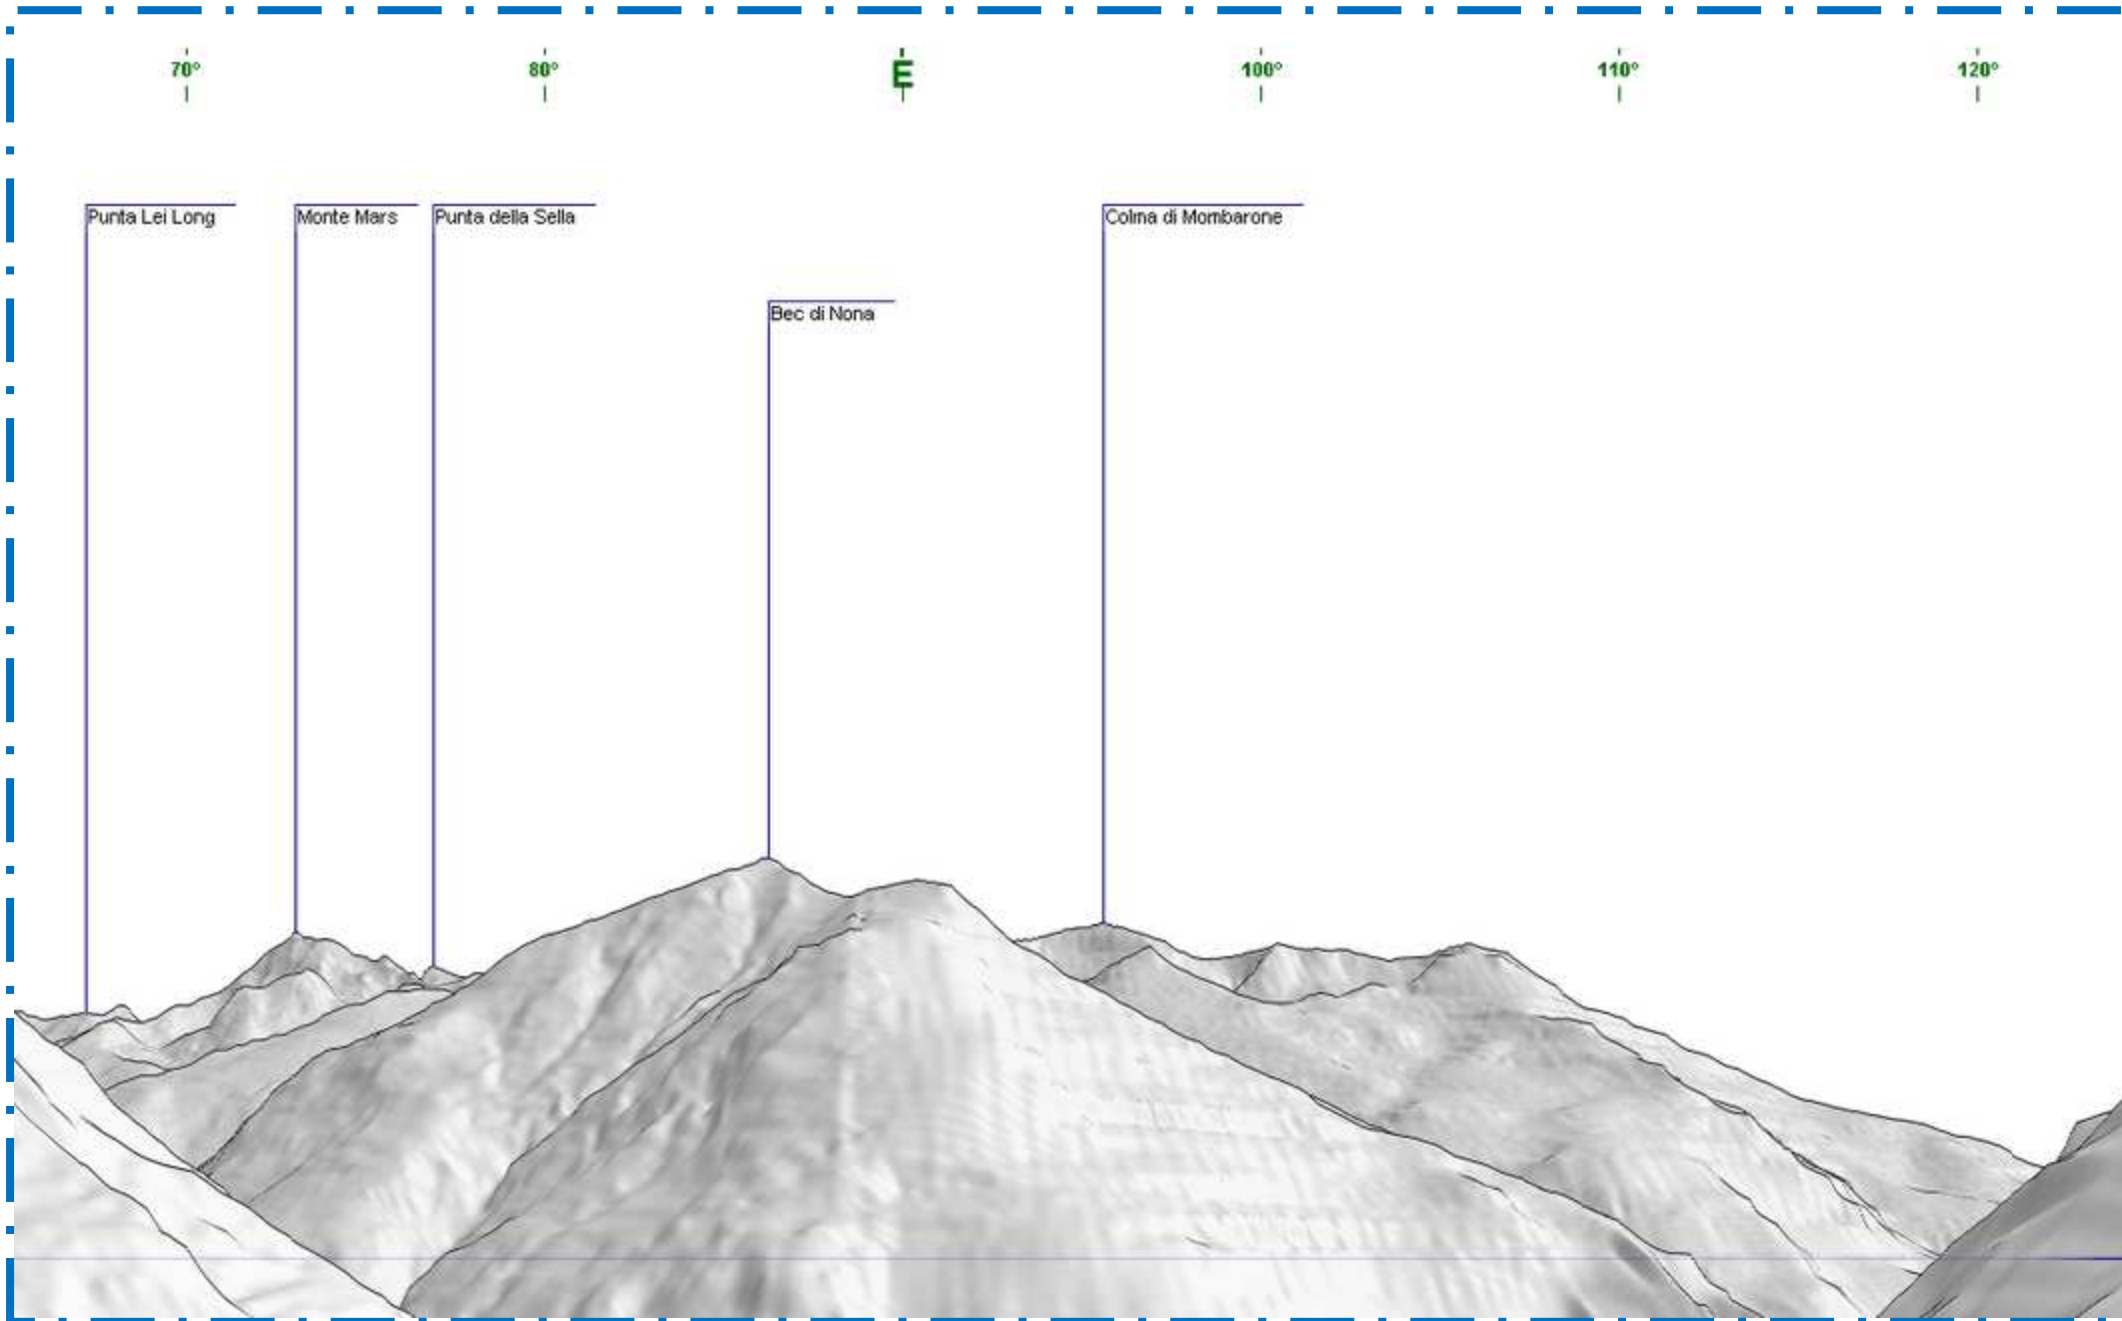 70°
80°
E
100°
110°
120°
Punta Lei Long
Monte Mars
Punta della Sella
Colma di Mombarone
Bec di Nona